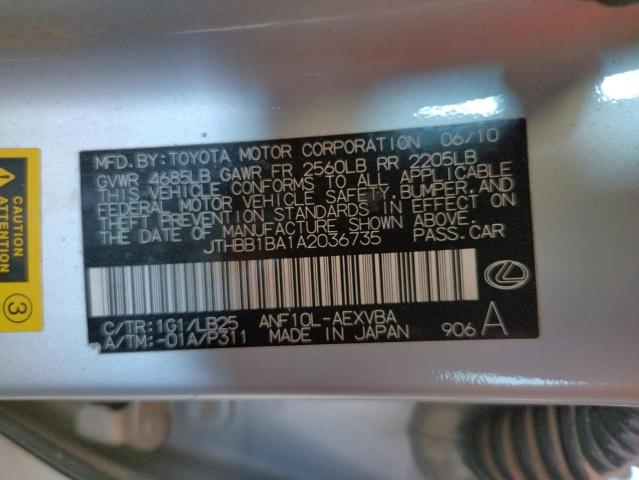 MFD.BY:TOYOTA MOTOR CORPORATION 06/10
GVWR 4685LB GAWR FR 2560LB RR 2205LB
THIS VEHICLE CONFORMS TO ALL APPLICABLE
FEDERAL MOTOR VEHICLE SAFETY, BUMPER, AND
THEFT PREVENTION STANDARDS IN EFFECT ON
THE DATE OF MANUFACTURE SHOWN ABOVE.
JTHBB1BA1A2036735 PASS.CAR
C/TR:1G1/LB25 ANF10L-AEXVBA
A/TM:-01A/P311 MADE IN JAPAN 906 A
CAUTION
3